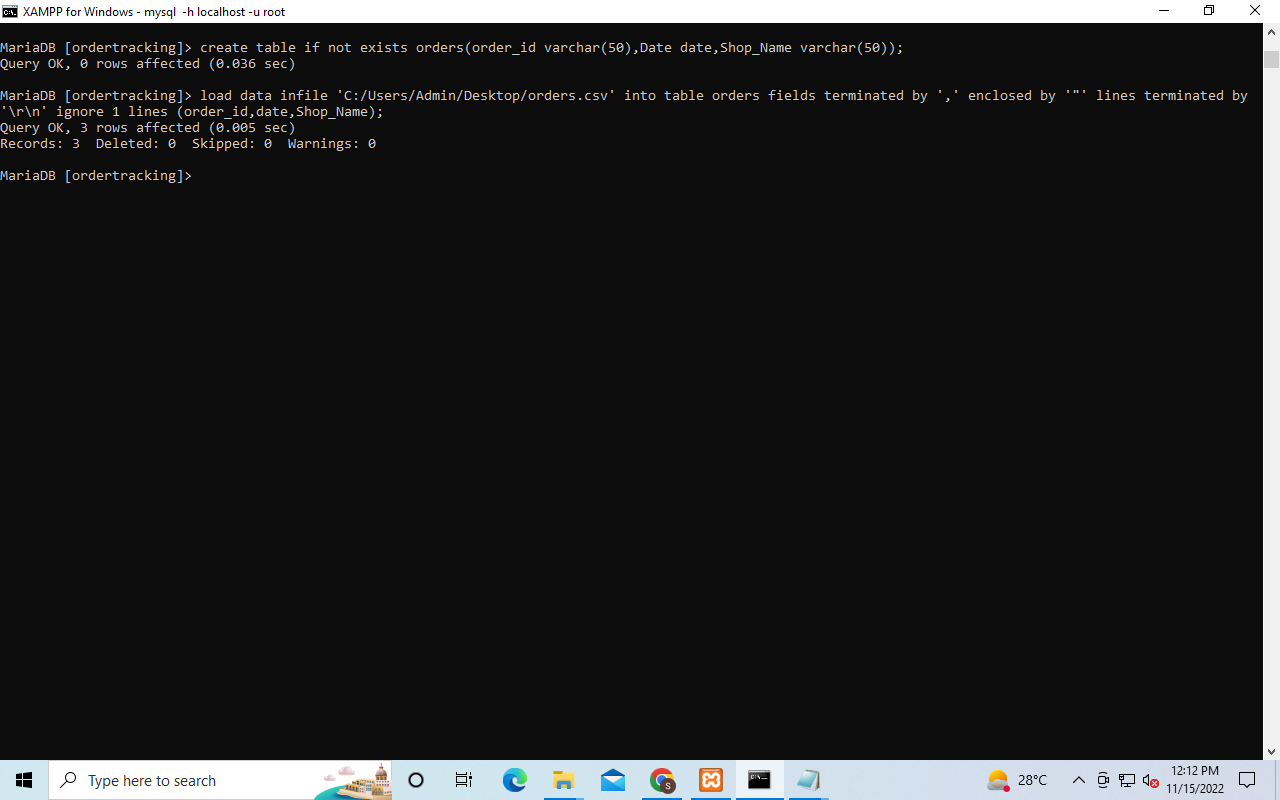 XAMPP for Windows - mysql  -h localhost -u root
MariaDB [ordertracking]> create table if not exists orders(order_id varchar(50),Date date,Shop_Name varchar(50));
Query OK, 0 rows affected (0.036 sec)
MariaDB [ordertracking]> load data infile 'C:/Users/Admin/Desktop/orders.csv' into table orders fields terminated by ',' enclosed by '"' lines terminated by
'\r\n' ignore 1 lines (order_id,date,Shop_Name);
Query OK, 3 rows affected (0.005 sec)
Records: 3  Deleted: 0  Skipped: 0  Warnings: 0
MariaDB [ordertracking]>
Type here to search
S
28°C
12:12 PM
11/15/2022